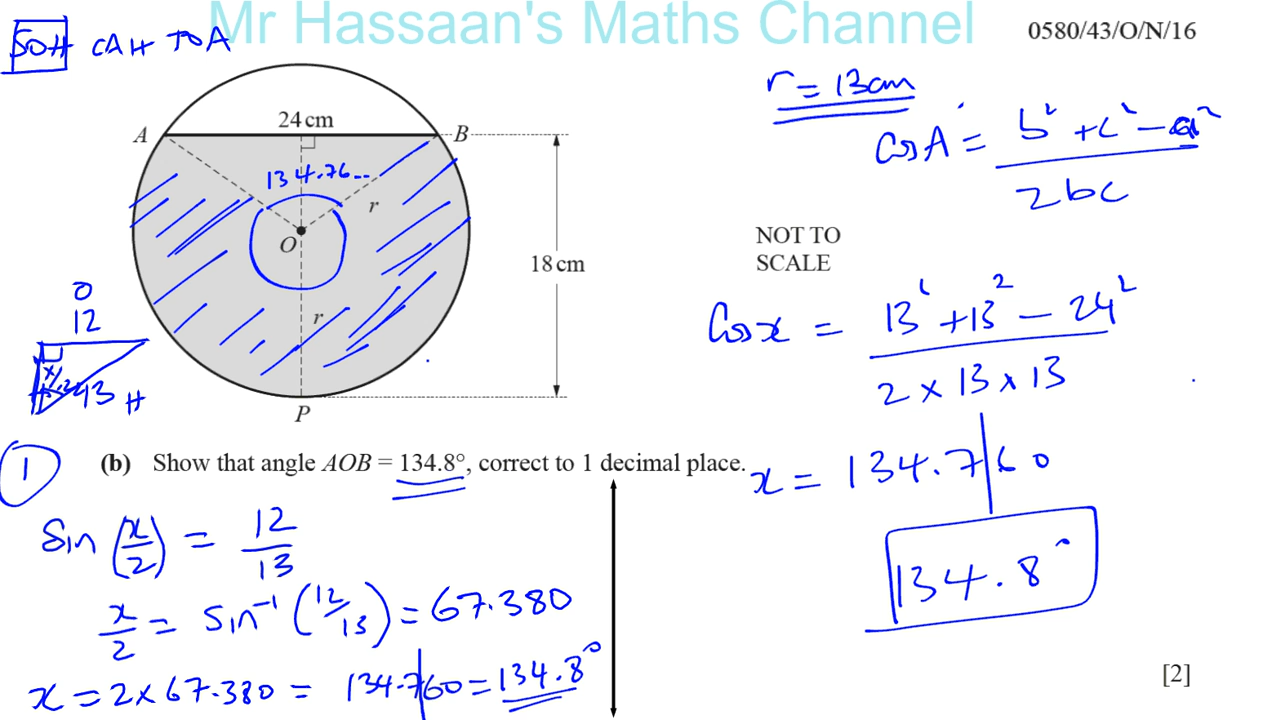 Mr Hassaan's Maths Channel
0580/43/O/N/16
SOH CAH TOA
r = 13cm
24 cm
A
B
134.76..
r
O
18 cm
r
P
O
12
x/2
13 H
Cos A = b² + c² - a² / 2bc
NOT TO
SCALE
Cos x = 13² + 13² - 24² / 2 × 13 × 13
1
(b) Show that angle AOB = 134.8°, correct to 1 decimal place.
x = 134.760
134.8°
Sin (x/2) = 12/13
x/2 = Sin⁻¹ (12/13) = 67.380
x = 2 × 67.380 = 134.760 = 134.8°
[2]